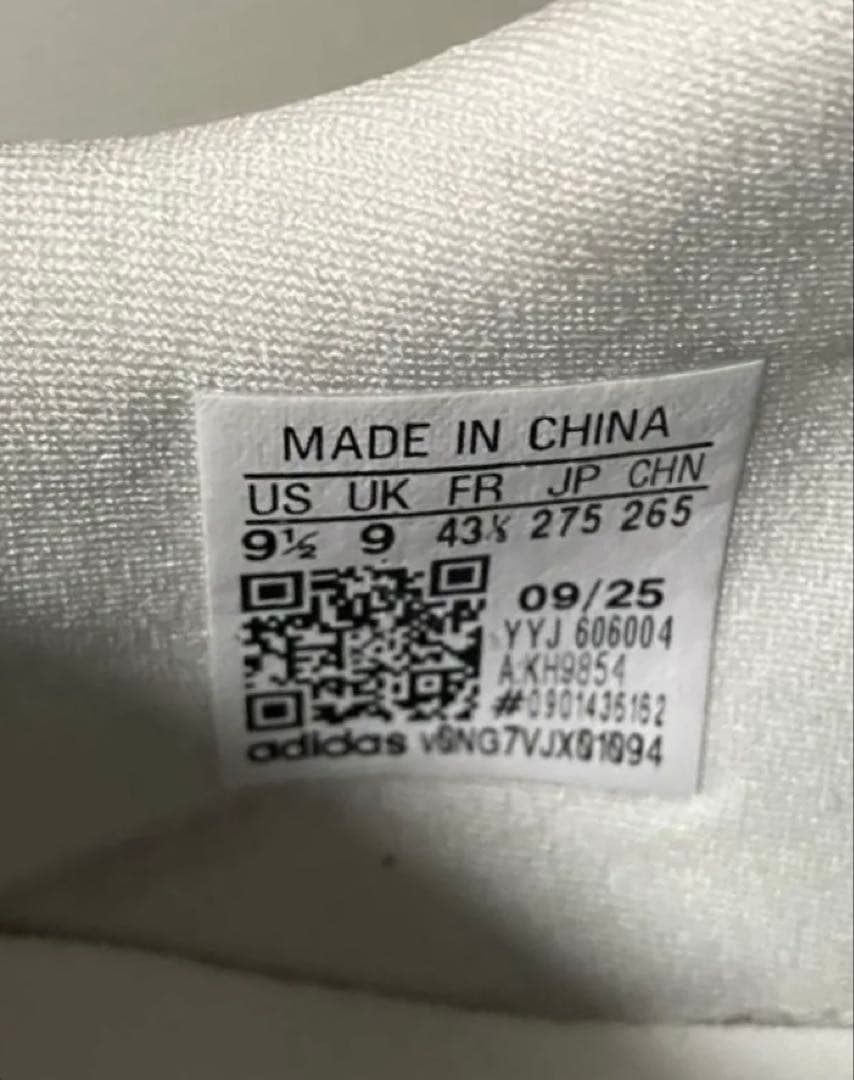 MADE IN CHINA
US UK FR JP CHN
9½ 9 43⅓ 275 265
09/25
YYJ 606004
A:KH9854
#0901436162
adidas v0NG7VJX01094